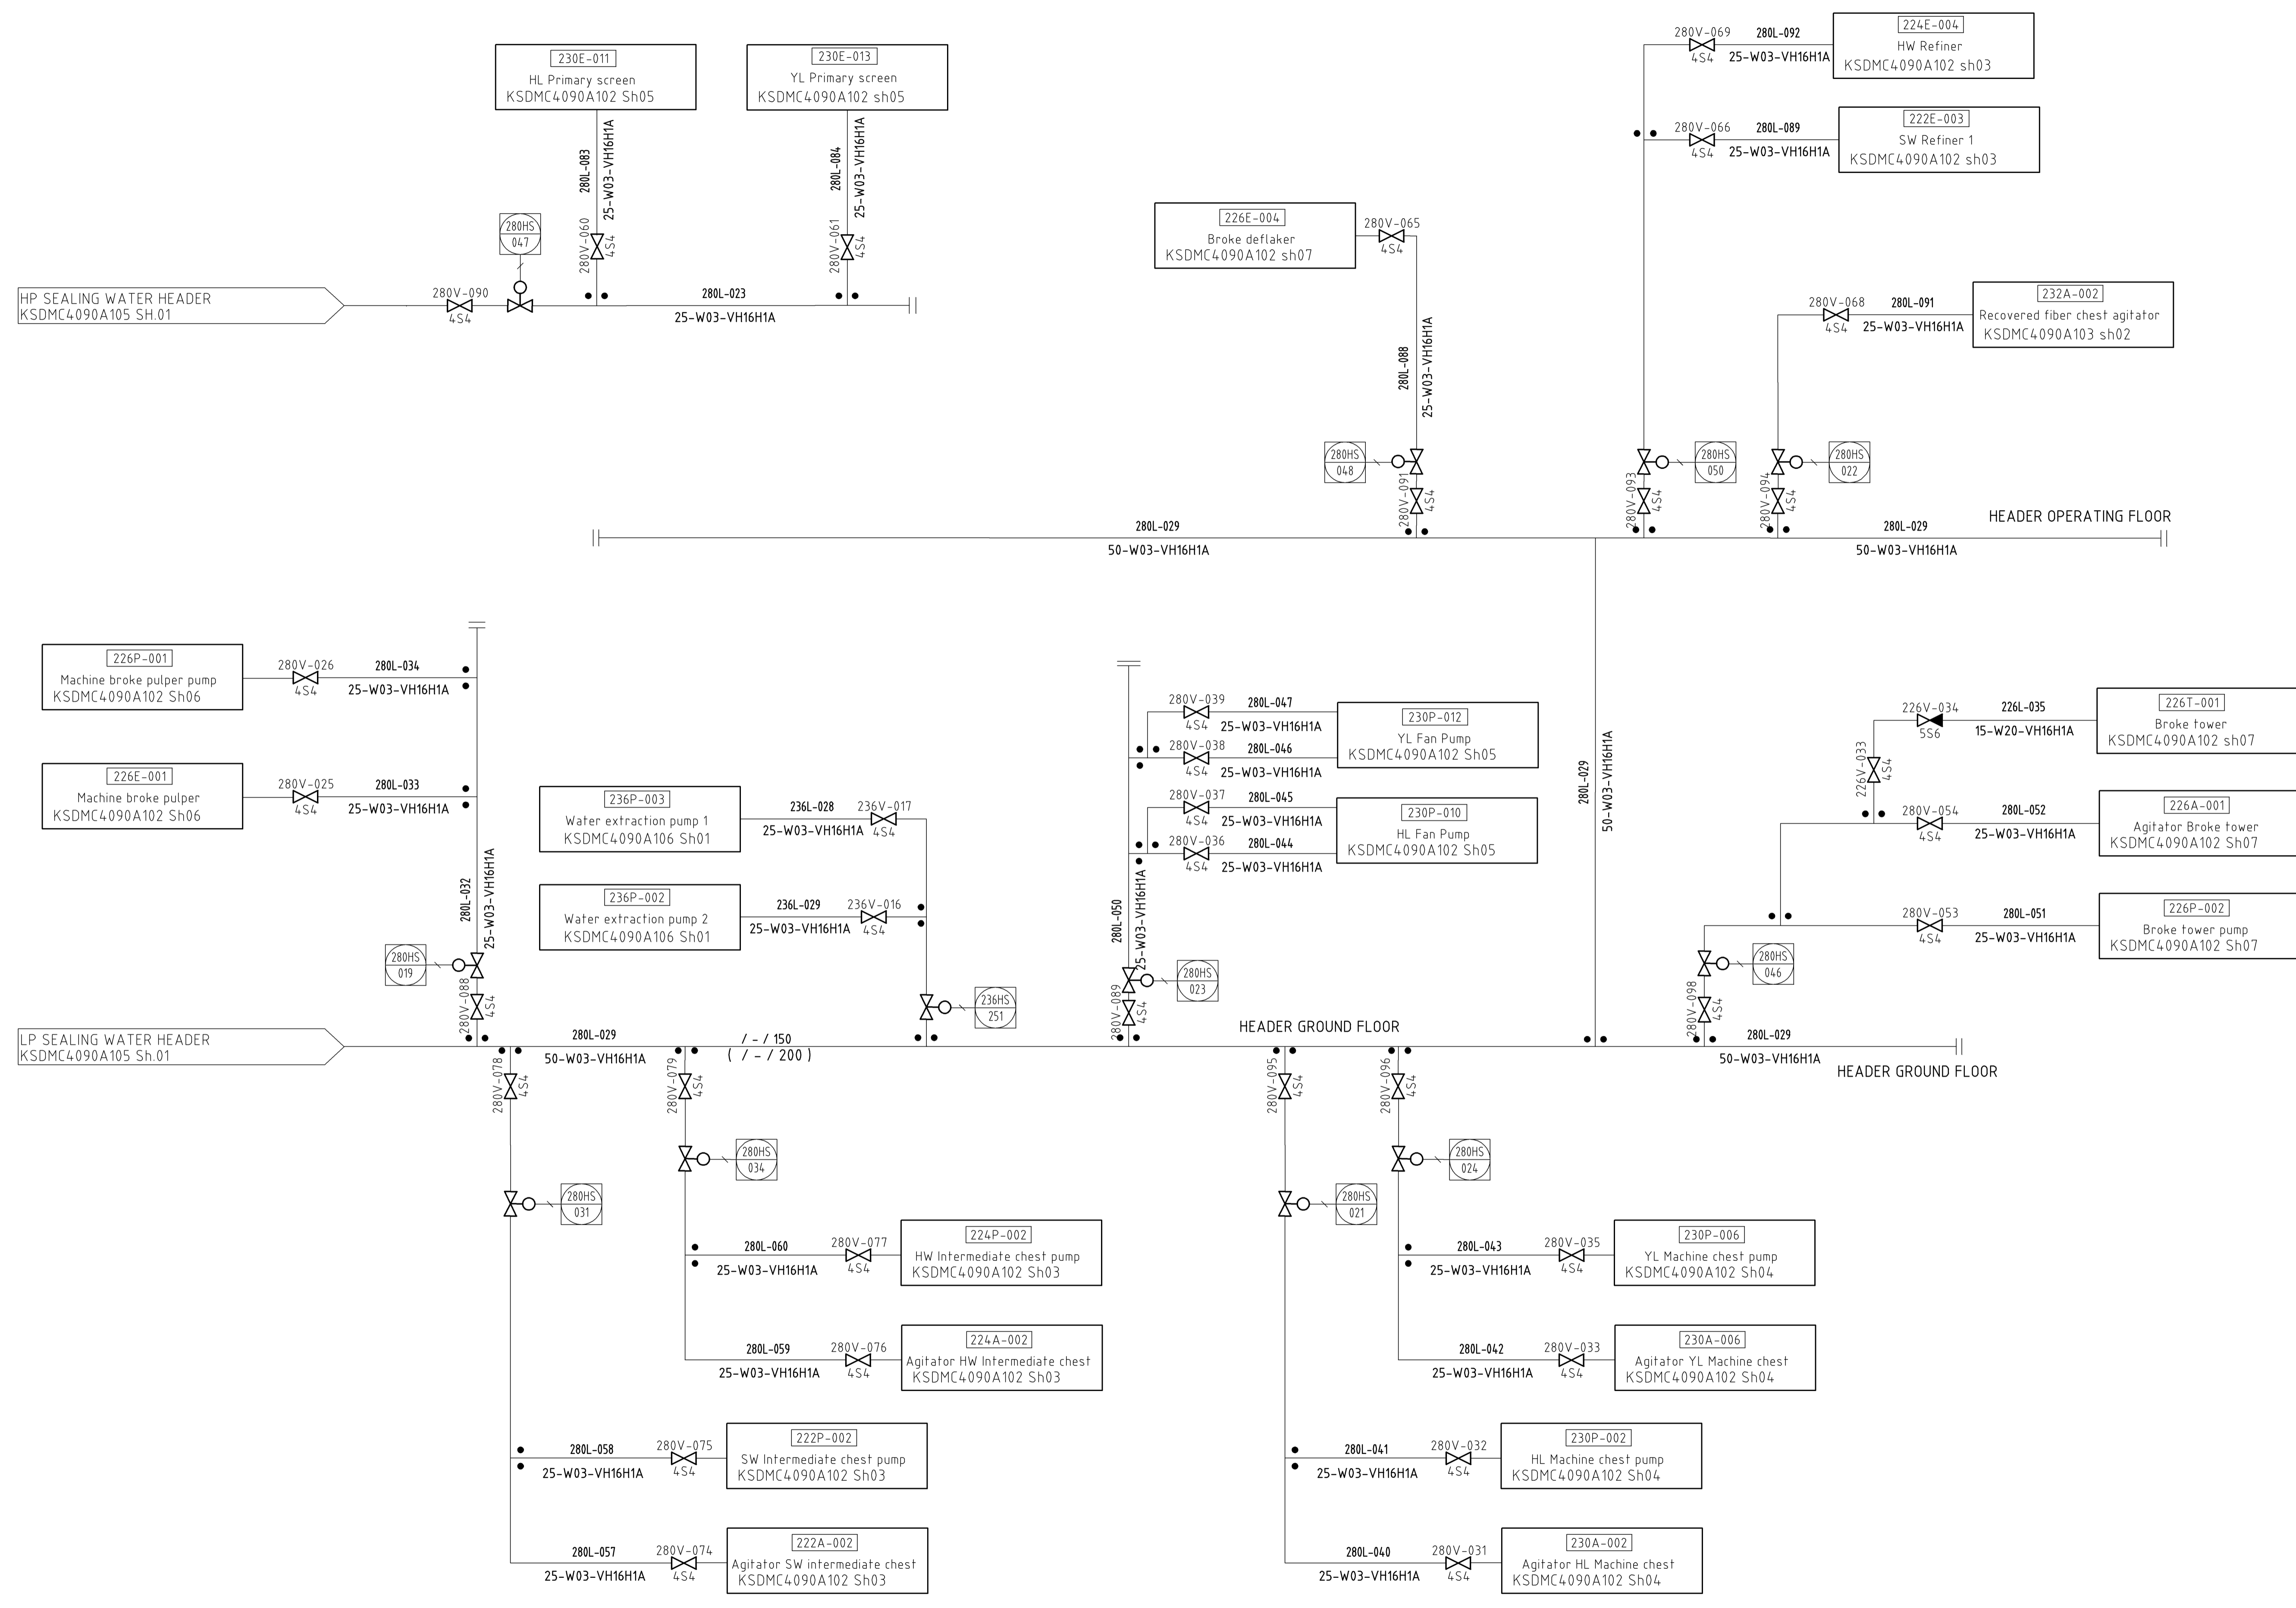 230E-011
HL Primary screen
KSDMC4090A102 Sh05
230E-013
YL Primary screen
KSDMC4090A102 sh05
280L-083
25-W03-VH16H1A
280L-084
25-W03-VH16H1A
280V-060
4S4
280V-061
4S4
280HS
047
HP SEALING WATER HEADER
KSDMC4090A105 SH.01
280V-090
4S4
280L-023
25-W03-VH16H1A
280V-069
4S4
280L-092
25-W03-VH16H1A
224E-004
HW Refiner
KSDMC4090A102 sh03
280V-066
4S4
280L-089
25-W03-VH16H1A
222E-003
SW Refiner 1
KSDMC4090A102 sh03
226E-004
Broke deflaker
KSDMC4090A102 sh07
280V-065
4S4
280L-088
25-W03-VH16H1A
280V-068
4S4
280L-091
25-W03-VH16H1A
232A-002
Recovered fiber chest agitator
KSDMC4090A103 sh02
280HS
048
280V-091
4S4
280HS
050
280V-093
4S4
280HS
022
280V-094
4S4
280L-029
50-W03-VH16H1A
280L-029
50-W03-VH16H1A
HEADER OPERATING FLOOR
226P-001
Machine broke pulper pump
KSDMC4090A102 Sh06
280V-026
4S4
280L-034
25-W03-VH16H1A
226E-001
Machine broke pulper
KSDMC4090A102 Sh06
280V-025
4S4
280L-033
25-W03-VH16H1A
280L-032
25-W03-VH16H1A
280HS
019
280V-088
4S4
236P-003
Water extraction pump 1
KSDMC4090A106 Sh01
236L-028
25-W03-VH16H1A
236V-017
4S4
236P-002
Water extraction pump 2
KSDMC4090A106 Sh01
236L-029
25-W03-VH16H1A
236V-016
4S4
236HS
251
280V-039
4S4
280L-047
25-W03-VH16H1A
280V-038
4S4
280L-046
25-W03-VH16H1A
230P-012
YL Fan Pump
KSDMC4090A102 Sh05
280V-037
4S4
280L-045
25-W03-VH16H1A
280V-036
4S4
280L-044
25-W03-VH16H1A
230P-010
HL Fan Pump
KSDMC4090A102 Sh05
280L-050
25-W03-VH16H1A
280HS
023
280V-089
4S4
280L-029
50-W03-VH16H1A
226V-034
5S6
226L-035
15-W20-VH16H1A
226T-001
Broke tower
KSDMC4090A102 sh07
226V-033
4S4
280V-054
4S4
280L-052
25-W03-VH16H1A
226A-001
Agitator Broke tower
KSDMC4090A102 Sh07
280V-053
4S4
280L-051
25-W03-VH16H1A
226P-002
Broke tower pump
KSDMC4090A102 Sh07
280HS
046
280V-098
4S4
LP SEALING WATER HEADER
KSDMC4090A105 Sh.01
280L-029
50-W03-VH16H1A
/ - / 150
( / - / 200 )
HEADER GROUND FLOOR
280L-029
50-W03-VH16H1A
HEADER GROUND FLOOR
280V-078
4S4
280V-079
4S4
280V-095
4S4
280V-096
4S4
280HS
034
280HS
031
280HS
024
280HS
021
280L-060
25-W03-VH16H1A
280V-077
4S4
224P-002
HW Intermediate chest pump
KSDMC4090A102 Sh03
280L-059
25-W03-VH16H1A
280V-076
4S4
224A-002
Agitator HW Intermediate chest
KSDMC4090A102 Sh03
280L-058
25-W03-VH16H1A
280V-075
4S4
222P-002
SW Intermediate chest pump
KSDMC4090A102 Sh03
280L-057
25-W03-VH16H1A
280V-074
4S4
222A-002
Agitator SW intermediate chest
KSDMC4090A102 Sh03
280L-043
25-W03-VH16H1A
280V-035
4S4
230P-006
YL Machine chest pump
KSDMC4090A102 Sh04
280L-042
25-W03-VH16H1A
280V-033
4S4
230A-006
Agitator YL Machine chest
KSDMC4090A102 Sh04
280L-041
25-W03-VH16H1A
280V-032
4S4
230P-002
HL Machine chest pump
KSDMC4090A102 Sh04
280L-040
25-W03-VH16H1A
280V-031
4S4
230A-002
Agitator HL Machine chest
KSDMC4090A102 Sh04